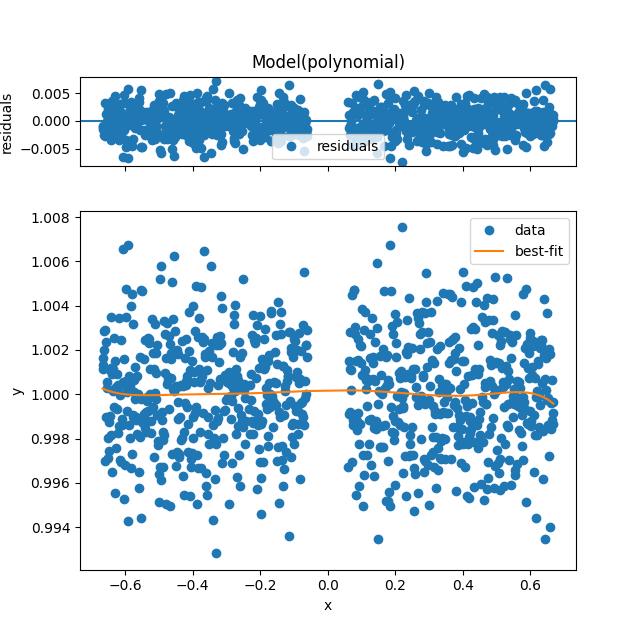 Model(polynomial)
residuals
0.005
0.000
−0.005
residuals
1.008
1.006
1.004
1.002
1.000
0.998
0.996
0.994
y
data
best-fit
−0.6 −0.4 −0.2 0.0 0.2 0.4 0.6
x